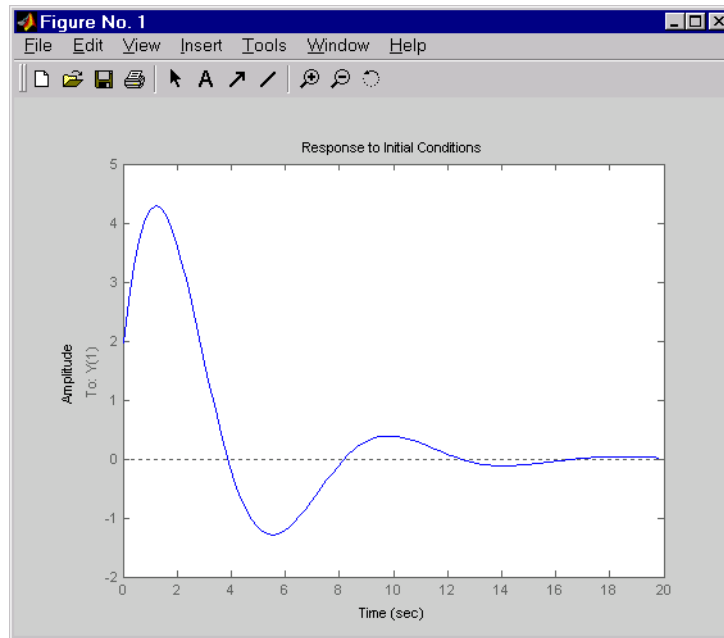 Figure No. 1
File Edit View Insert Tools Window Help
A
Response to Initial Conditions
5
4
3
2
1
0
-1
-2
Amplitude
To: Y(1)
0 2 4 6 8 10 12 14 16 18 20
Time (sec)